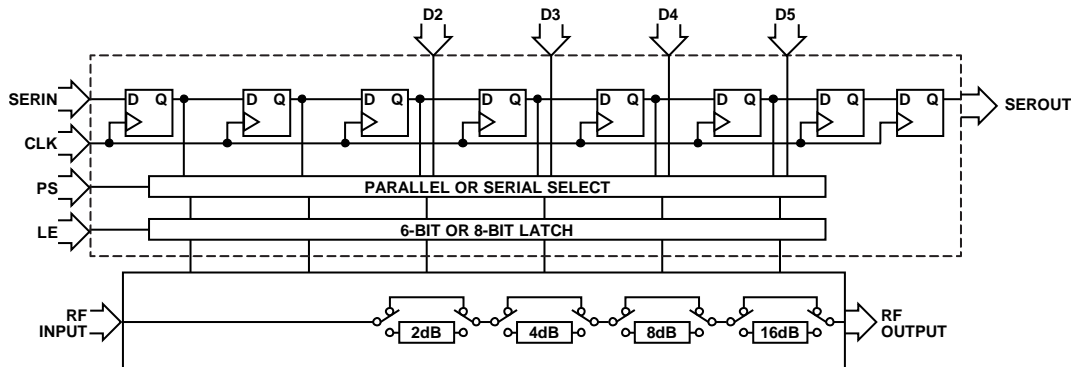 D2 D3 D4 D5
SERIN D Q D Q D Q D Q D Q D Q D Q D Q SEROUT
CLK
PS PARALLEL OR SERIAL SELECT
LE 6-BIT OR 8-BIT LATCH
RF INPUT
2dB 4dB 8dB 16dB
RF OUTPUT